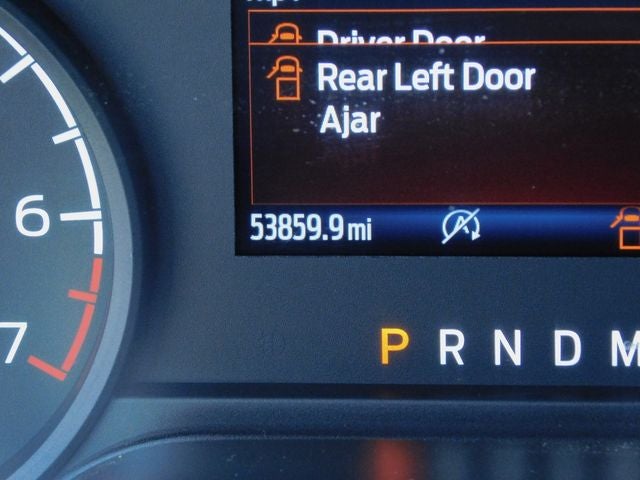 Driver Door
Rear Left Door
Ajar
6
53859.9 mi
A
7
P R N D M